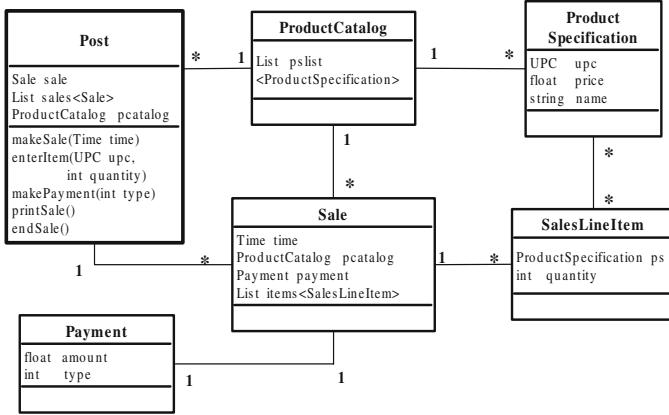 Post
Sale sale
List sales<Sale>
ProductCatalog pcatalog
makeSale(Time time)
enterItem(UPC upc,
int quantity)
makePayment(int type)
printSale()
endSale()
*
1
ProductCatalog
List pslist
<ProductSpecification>
1
*
Product
Specification
UPC upc
float price
string name
1
*
*
*
Sale
Time time
ProductCatalog pcatalog
Payment payment
List items<SalesLineItem>
1
*
SalesLineItem
ProductSpecification ps
int quantity
1
*
Payment
float amount
int type
1
1